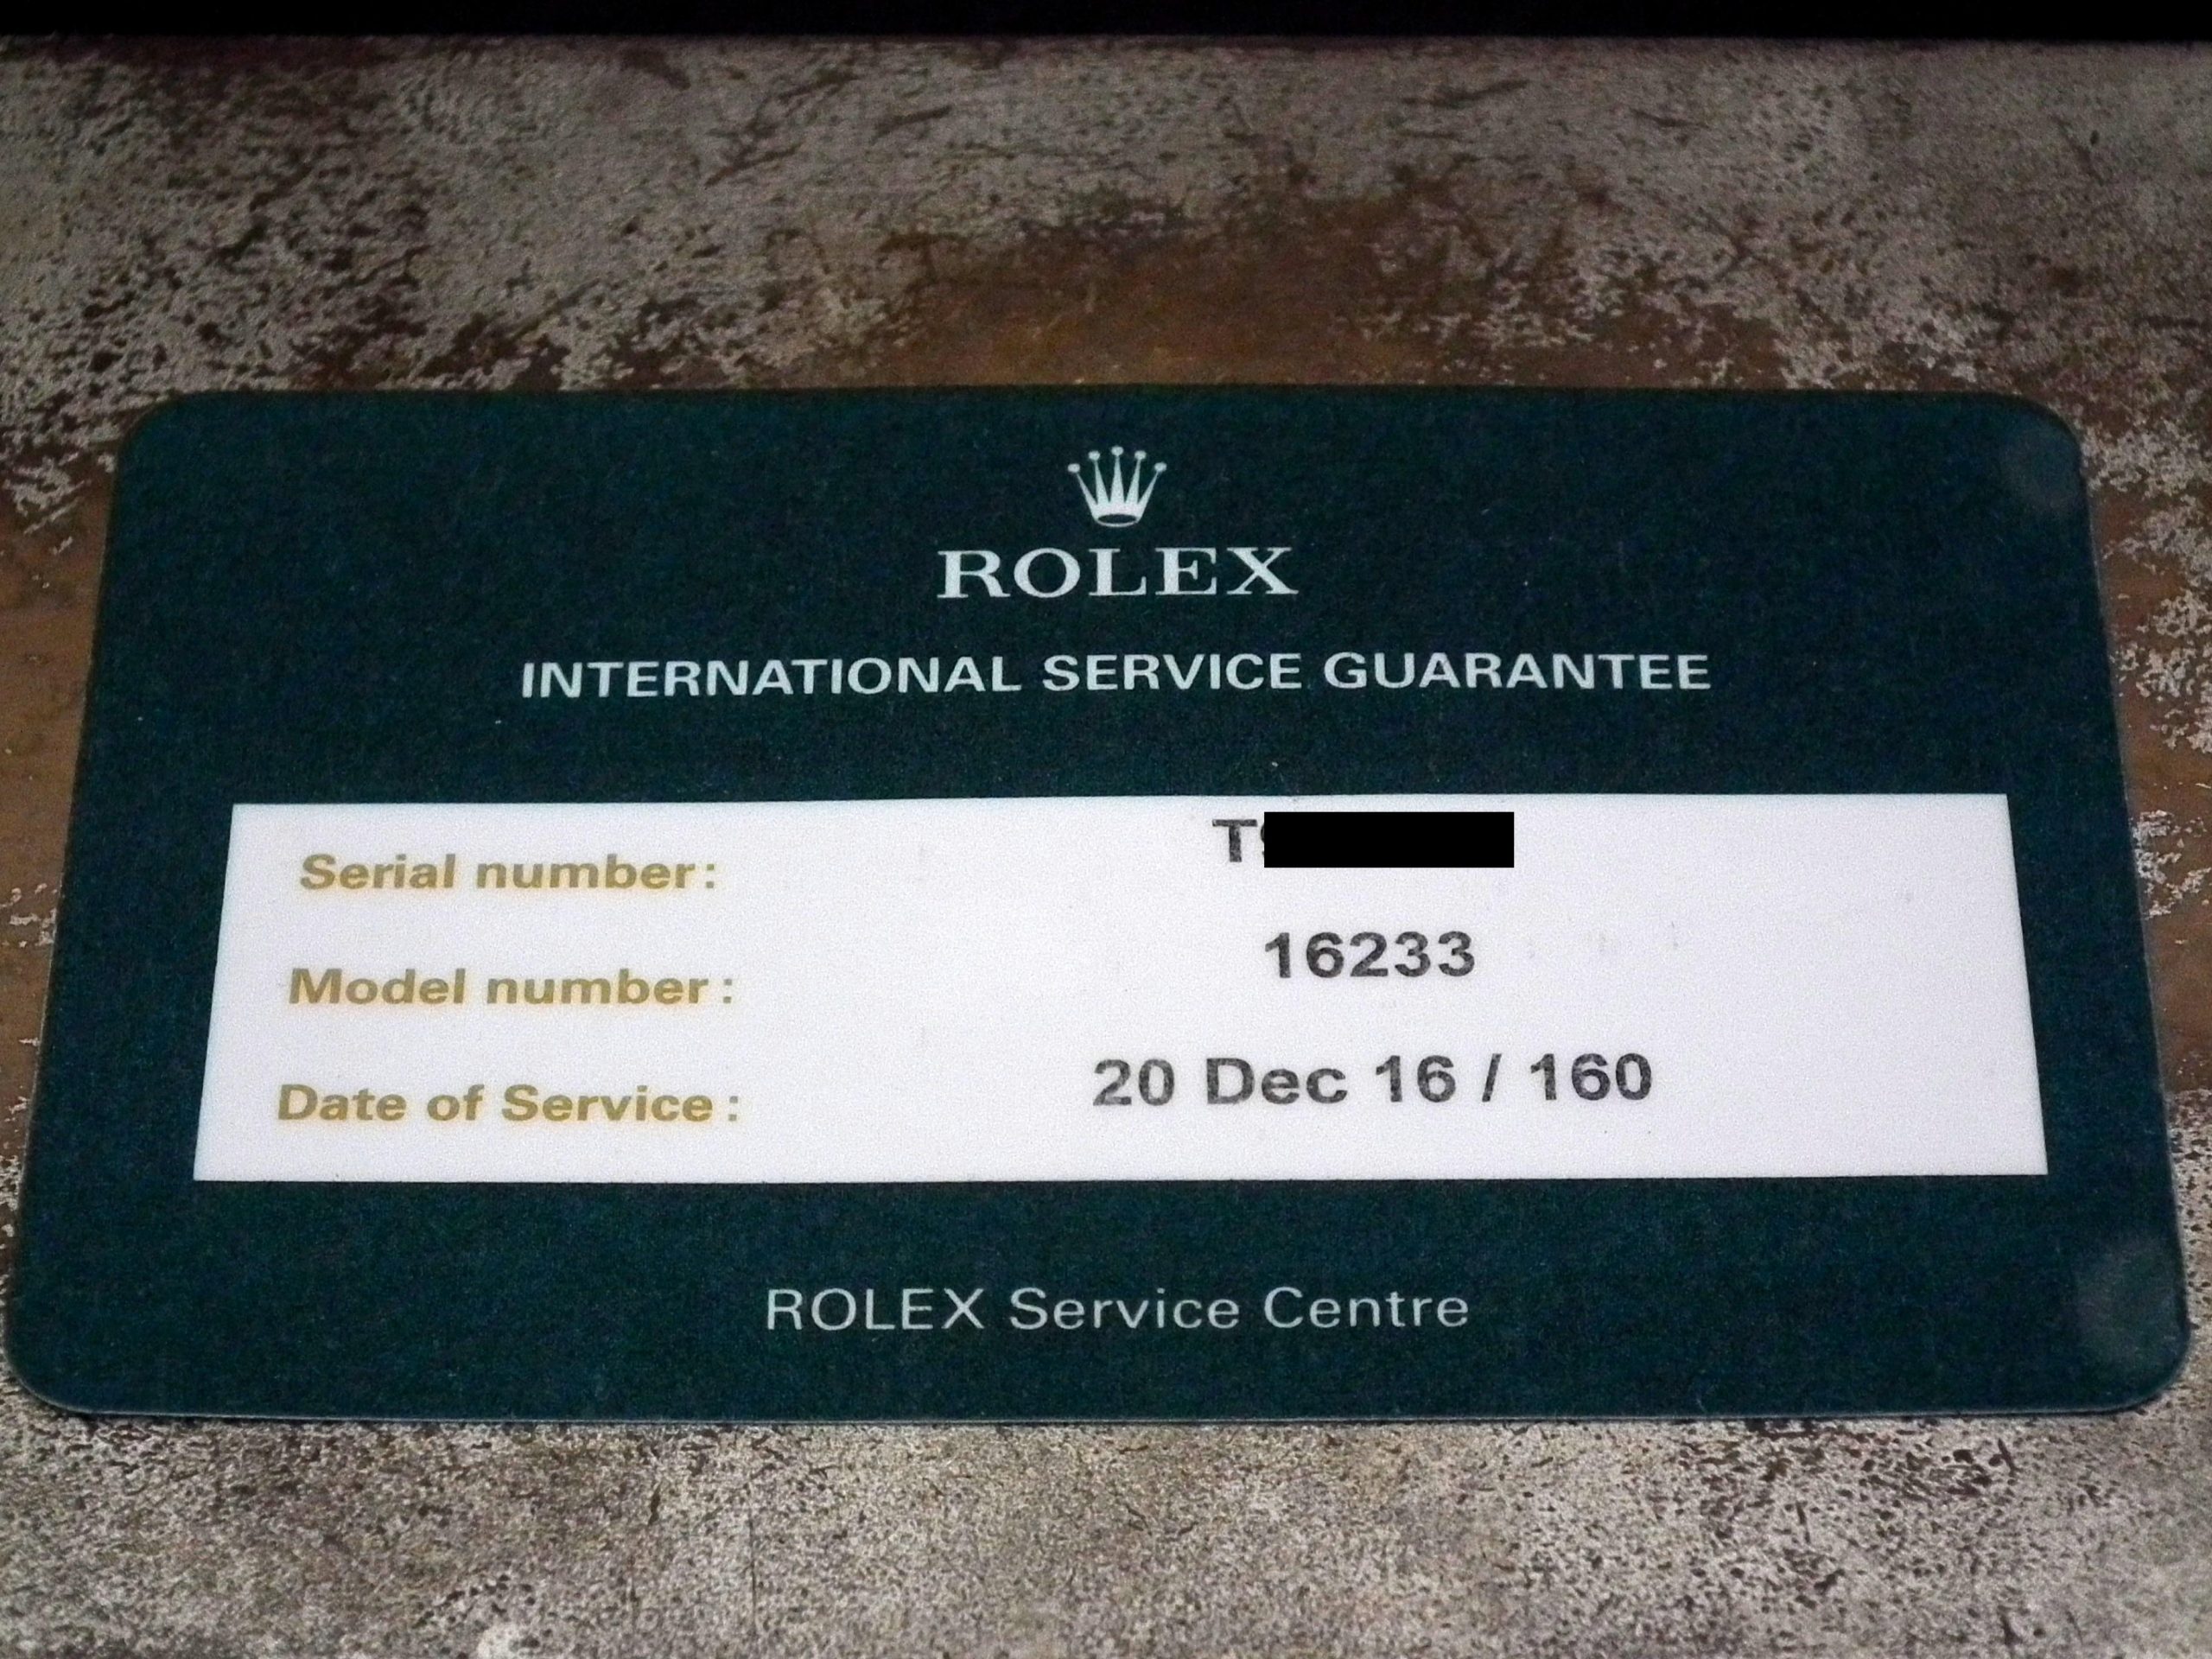 ROLEX
INTERNATIONAL SERVICE GUARANTEE
Serial number:
Model number: 16233
Date of Service: 20 Dec 16 / 160
ROLEX Service Centre